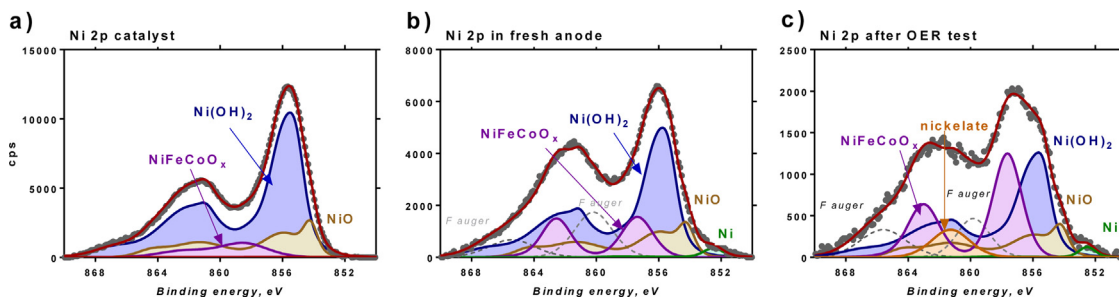 a)
Ni 2p catalyst
15000
10000
5000
0
cps
Ni(OH)2
NiFeCoOx
NiO
868
864
860
856
852
Binding energy, eV
b)
Ni 2p in fresh anode
8000
6000
4000
2000
0
Ni(OH)2
NiFeCoOx
F auger
F auger
NiO
Ni
868
864
860
856
852
Binding energy, eV
c)
Ni 2p after OER test
2500
2000
1500
1000
500
0
nickelate
Ni(OH)2
NiFeCoOx
F auger
F auger
NiO
Ni
868
864
860
856
852
Binding energy, eV